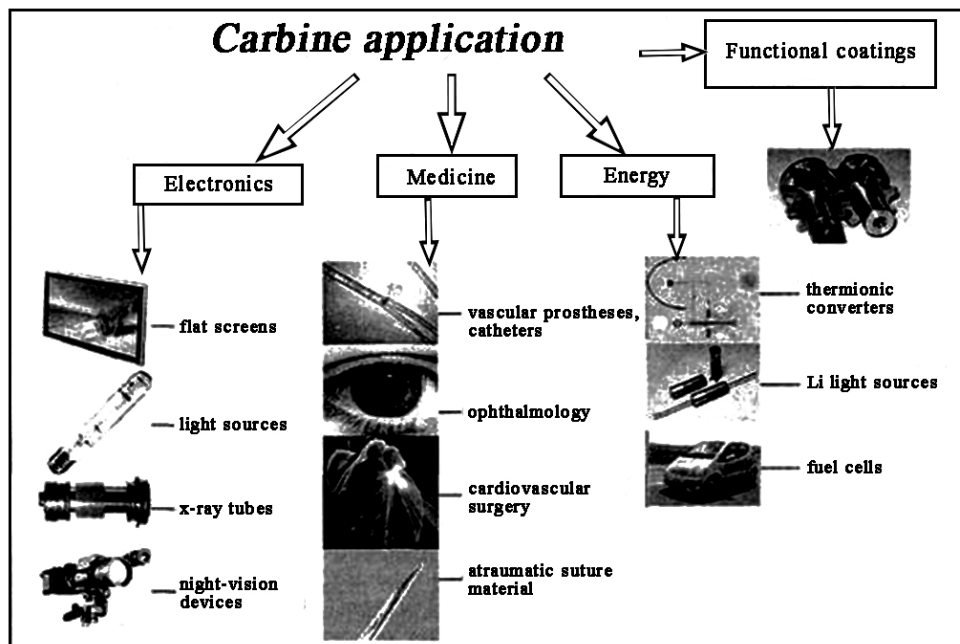 Carbine application
Functional coatings
Electronics
Medicine
Energy
flat screens
light sources
x-ray tubes
night-vision
devices
vascular prostheses,
catheters
ophthalmology
cardiovascular
surgery
atraumatic suture
material
thermionic
converters
Li light sources
fuel cells